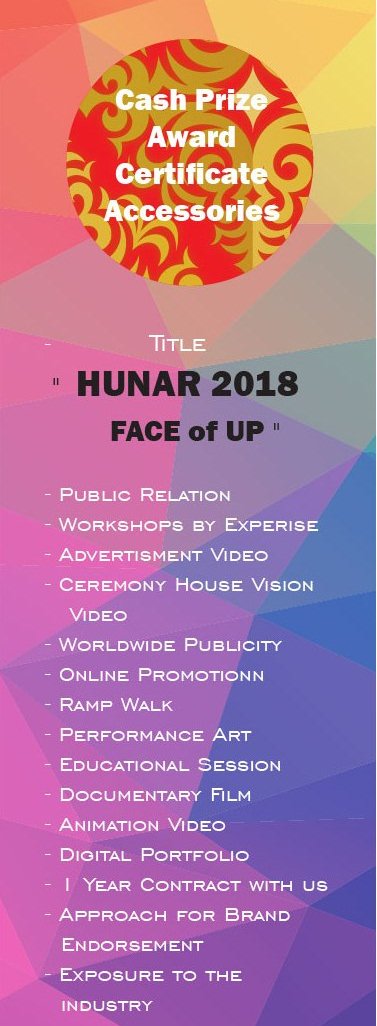 Cash Prize
Award
Certificate
Accessories
- Title
" HUNAR 2018
FACE of UP "
- Public Relation
- Workshops by Experise
- Advertisment Video
- Ceremony House Vision
Video
- Worldwide Publicity
- Online Promotionn
- Ramp Walk
- Performance Art
- Educational Session
- Documentary Film
- Animation Video
- Digital Portfolio
- 1 Year Contract with us
- Approach for Brand
Endorsement
- Exposure to the
industry